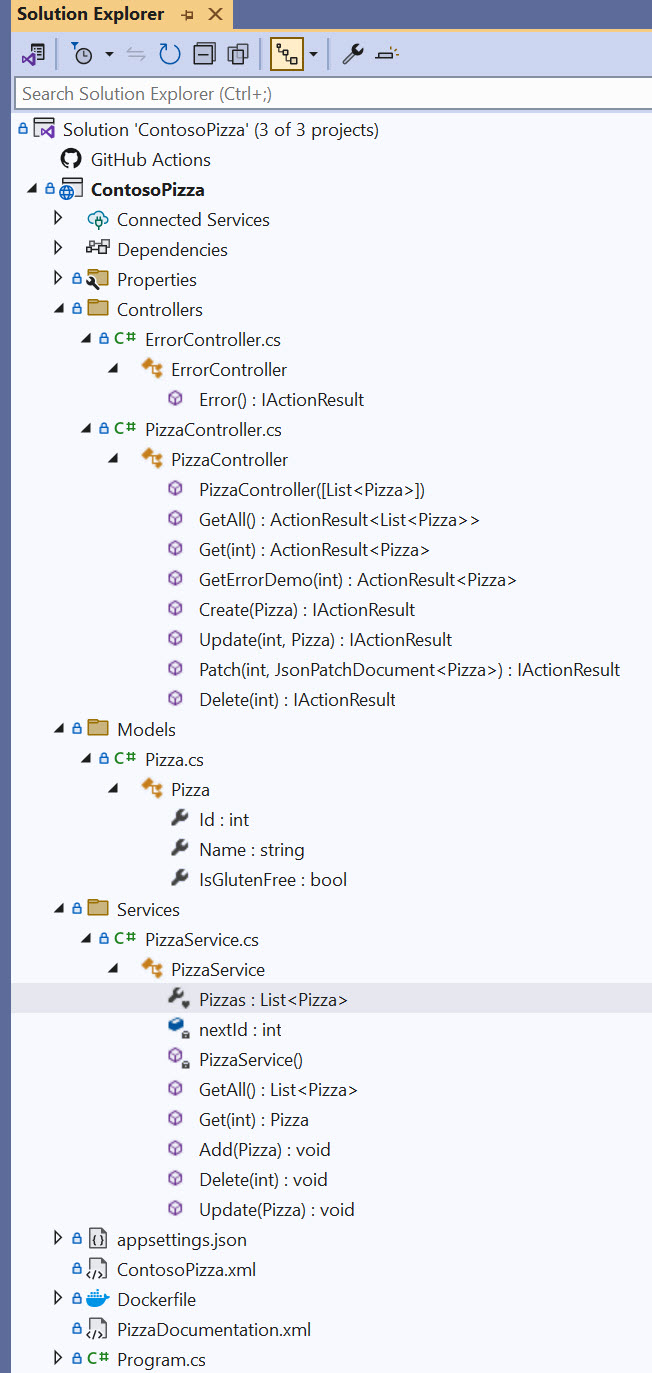 Solution Explorer
Search Solution Explorer (Ctrl+;)
Solution 'ContosoPizza' (3 of 3 projects)
GitHub Actions
ContosoPizza
Connected Services
Dependencies
Properties
Controllers
C# ErrorController.cs
ErrorController
Error() : IActionResult
C# PizzaController.cs
PizzaController
PizzaController([List<Pizza>])
GetAll() : ActionResult<List<Pizza>>
Get(int) : ActionResult<Pizza>
GetErrorDemo(int) : ActionResult<Pizza>
Create(Pizza) : IActionResult
Update(int, Pizza) : IActionResult
Patch(int, JsonPatchDocument<Pizza>) : IActionResult
Delete(int) : IActionResult
Models
C# Pizza.cs
Pizza
Id : int
Name : string
IsGlutenFree : bool
Services
C# PizzaService.cs
PizzaService
Pizzas : List<Pizza>
nextId : int
PizzaService()
GetAll() : List<Pizza>
Get(int) : Pizza
Add(Pizza) : void
Delete(int) : void
Update(Pizza) : void
appsettings.json
ContosoPizza.xml
Dockerfile
PizzaDocumentation.xml
C# Program.cs